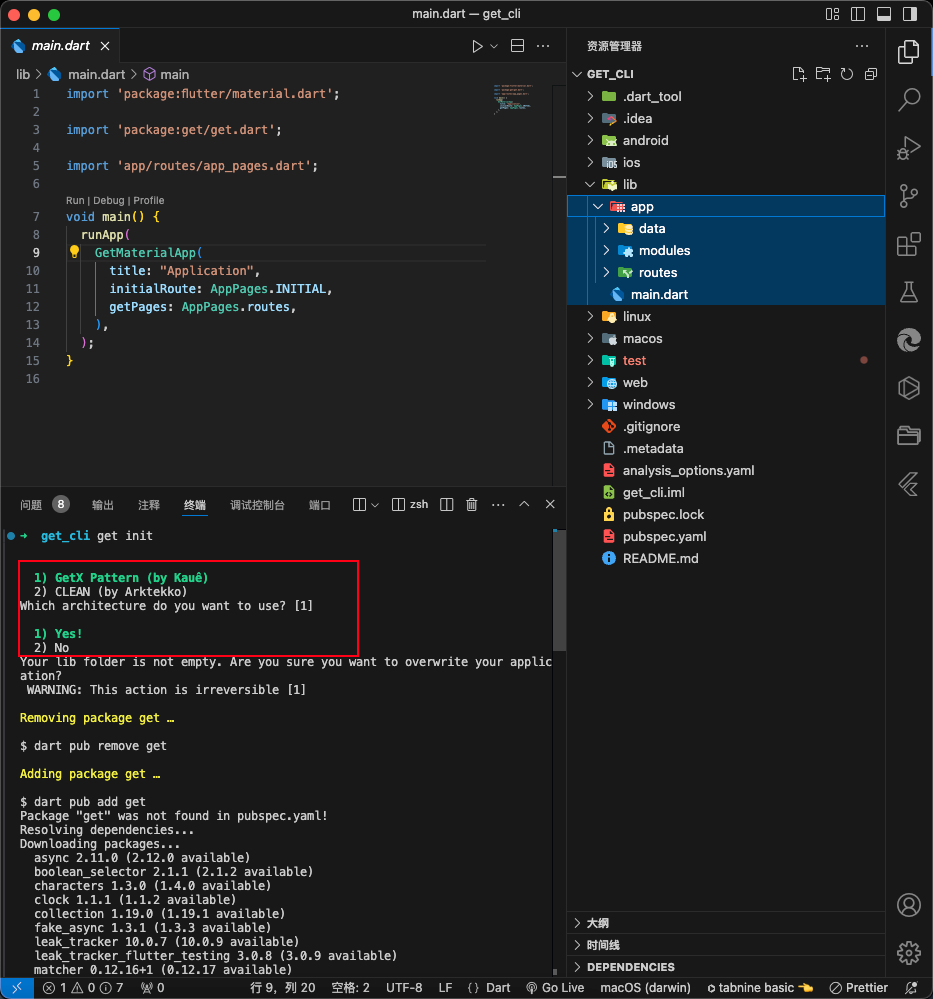 main.dart — get_cli
main.dart
lib > main.dart > main
1 import 'package:flutter/material.dart';
2
3 import 'package:get/get.dart';
4
5 import 'app/routes/app_pages.dart';
6
Run | Debug | Profile
7 void main() {
8 runApp(
9 GetMaterialApp(
10 title: "Application",
11 initialRoute: AppPages.INITIAL,
12 getPages: AppPages.routes,
13 ),
14 );
15 }
16
资源管理器
GET_CLI
.dart_tool
.idea
android
ios
lib
app
data
modules
routes
main.dart
linux
macos
test
web
windows
.gitignore
.metadata
analysis_options.yaml
get_cli.iml
pubspec.lock
pubspec.yaml
README.md
大纲
时间线
DEPENDENCIES
问题 8 输出 注释 终端 调试控制台 端口 zsh
➜ get_cli get init
1) GetX Pattern (by Kauê)
2) CLEAN (by Arktekko)
Which architecture do you want to use? [1]
1) Yes!
2) No
Your lib folder is not empty. Are you sure you want to overwrite your applic
ation?
WARNING: This action is irreversible [1]
Removing package get …
$ dart pub remove get
Adding package get …
$ dart pub add get
Package "get" was not found in pubspec.yaml!
Resolving dependencies...
Downloading packages...
async 2.11.0 (2.12.0 available)
boolean_selector 2.1.1 (2.1.2 available)
characters 1.3.0 (1.4.0 available)
clock 1.1.1 (1.1.2 available)
collection 1.19.0 (1.19.1 available)
fake_async 1.3.1 (1.3.3 available)
leak_tracker 10.0.7 (10.0.9 available)
leak_tracker_flutter_testing 3.0.8 (3.0.9 available)
matcher 0.12.16+1 (0.12.17 available)
1 0 7 0 行 9，列 20 空格: 2 UTF-8 LF {} Dart Go Live macOS (darwin) tabnine basic Prettier